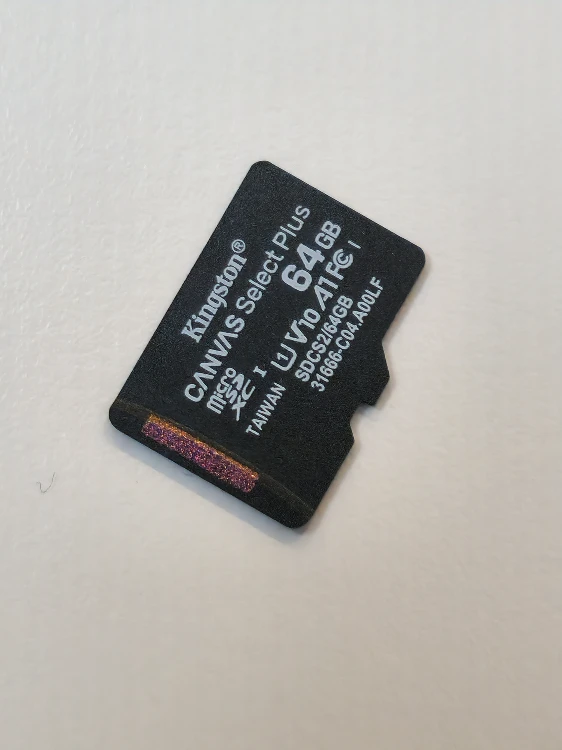 Kingston®
CANVAS Select Plus
64GB
micro SD XC I U1 V10 A1 FC I
TAIWAN SDCS2/64GB
31666-C04.A00LF